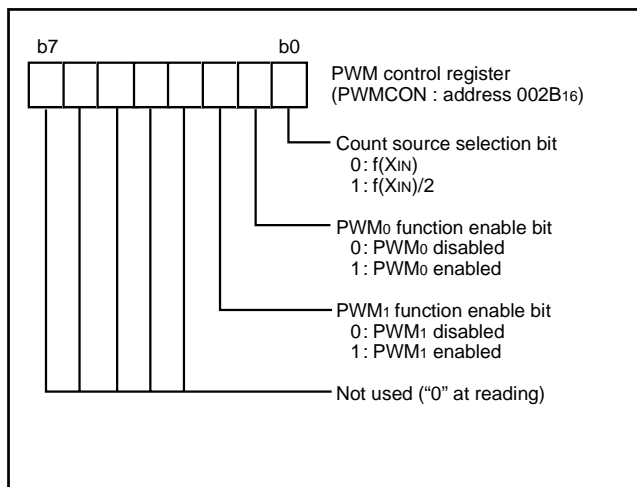 b7 b0
PWM control register
(PWMCON : address 002B16)
Count source selection bit
0: f(XIN)
1: f(XIN)/2
PWM0 function enable bit
0: PWM0 disabled
1: PWM0 enabled
PWM1 function enable bit
0: PWM1 disabled
1: PWM1 enabled
Not used (“0” at reading)